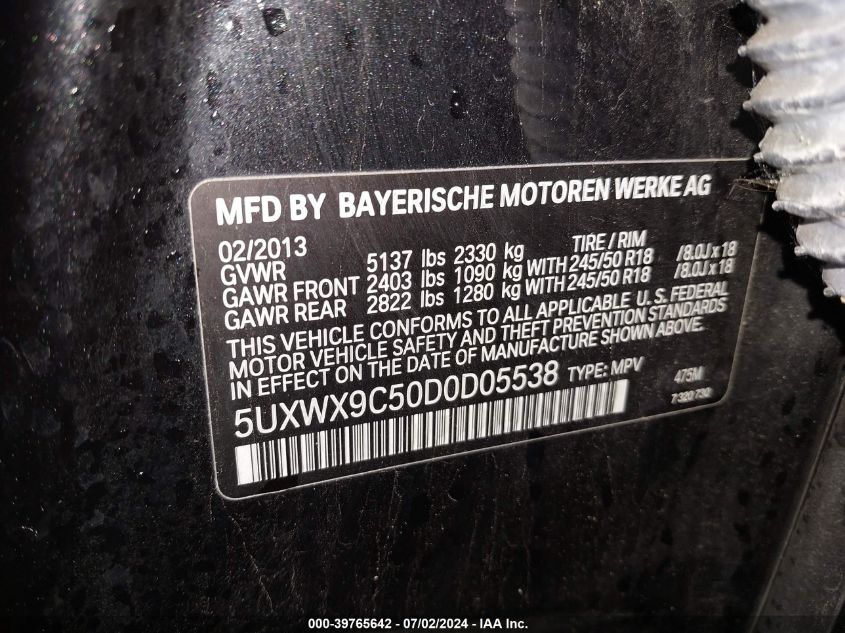 MFD BY BAYERISCHE MOTOREN WERKE AG
02/2013 TIRE / RIM
GVWR 5137 lbs 2330 kg
GAWR FRONT 2403 lbs 1090 kg WITH 245/50 R18 /8.0J x 18
GAWR REAR 2822 lbs 1280 kg WITH 245/50 R18 /8.0J x 18
THIS VEHICLE CONFORMS TO ALL APPLICABLE U.S. FEDERAL
MOTOR VEHICLE SAFETY AND THEFT PREVENTION STANDARDS
IN EFFECT ON THE DATE OF MANUFACTURE SHOWN ABOVE.
5UXWX9C50D0D05538 TYPE: MPV 475M
7 320 730
000-39765642 - 07/02/2024 - IAA Inc.